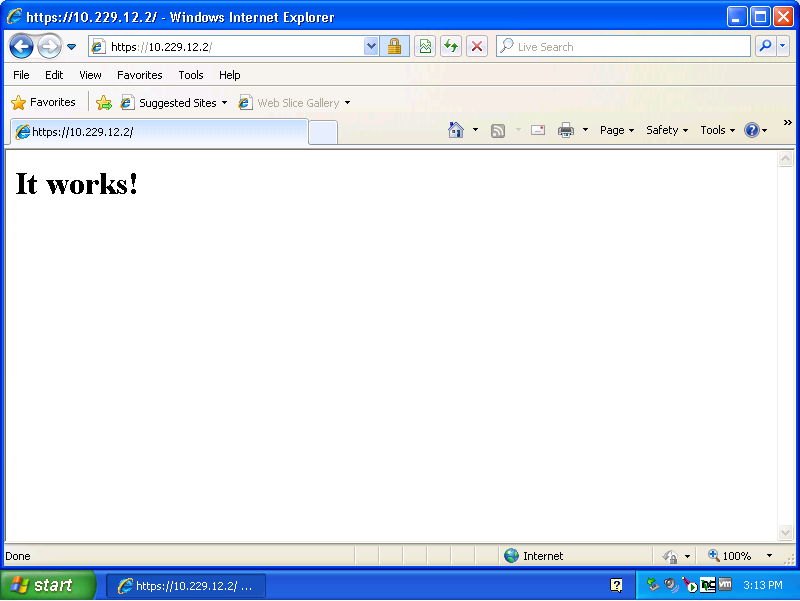 https://10.229.12.2/ - Windows Internet Explorer
https://10.229.12.2/
Live Search
File Edit View Favorites Tools Help
Favorites Suggested Sites Web Slice Gallery
https://10.229.12.2/ Page Safety Tools
It works!
Done Internet 100%
start https://10.229.12.2/ ... 3:13 PM